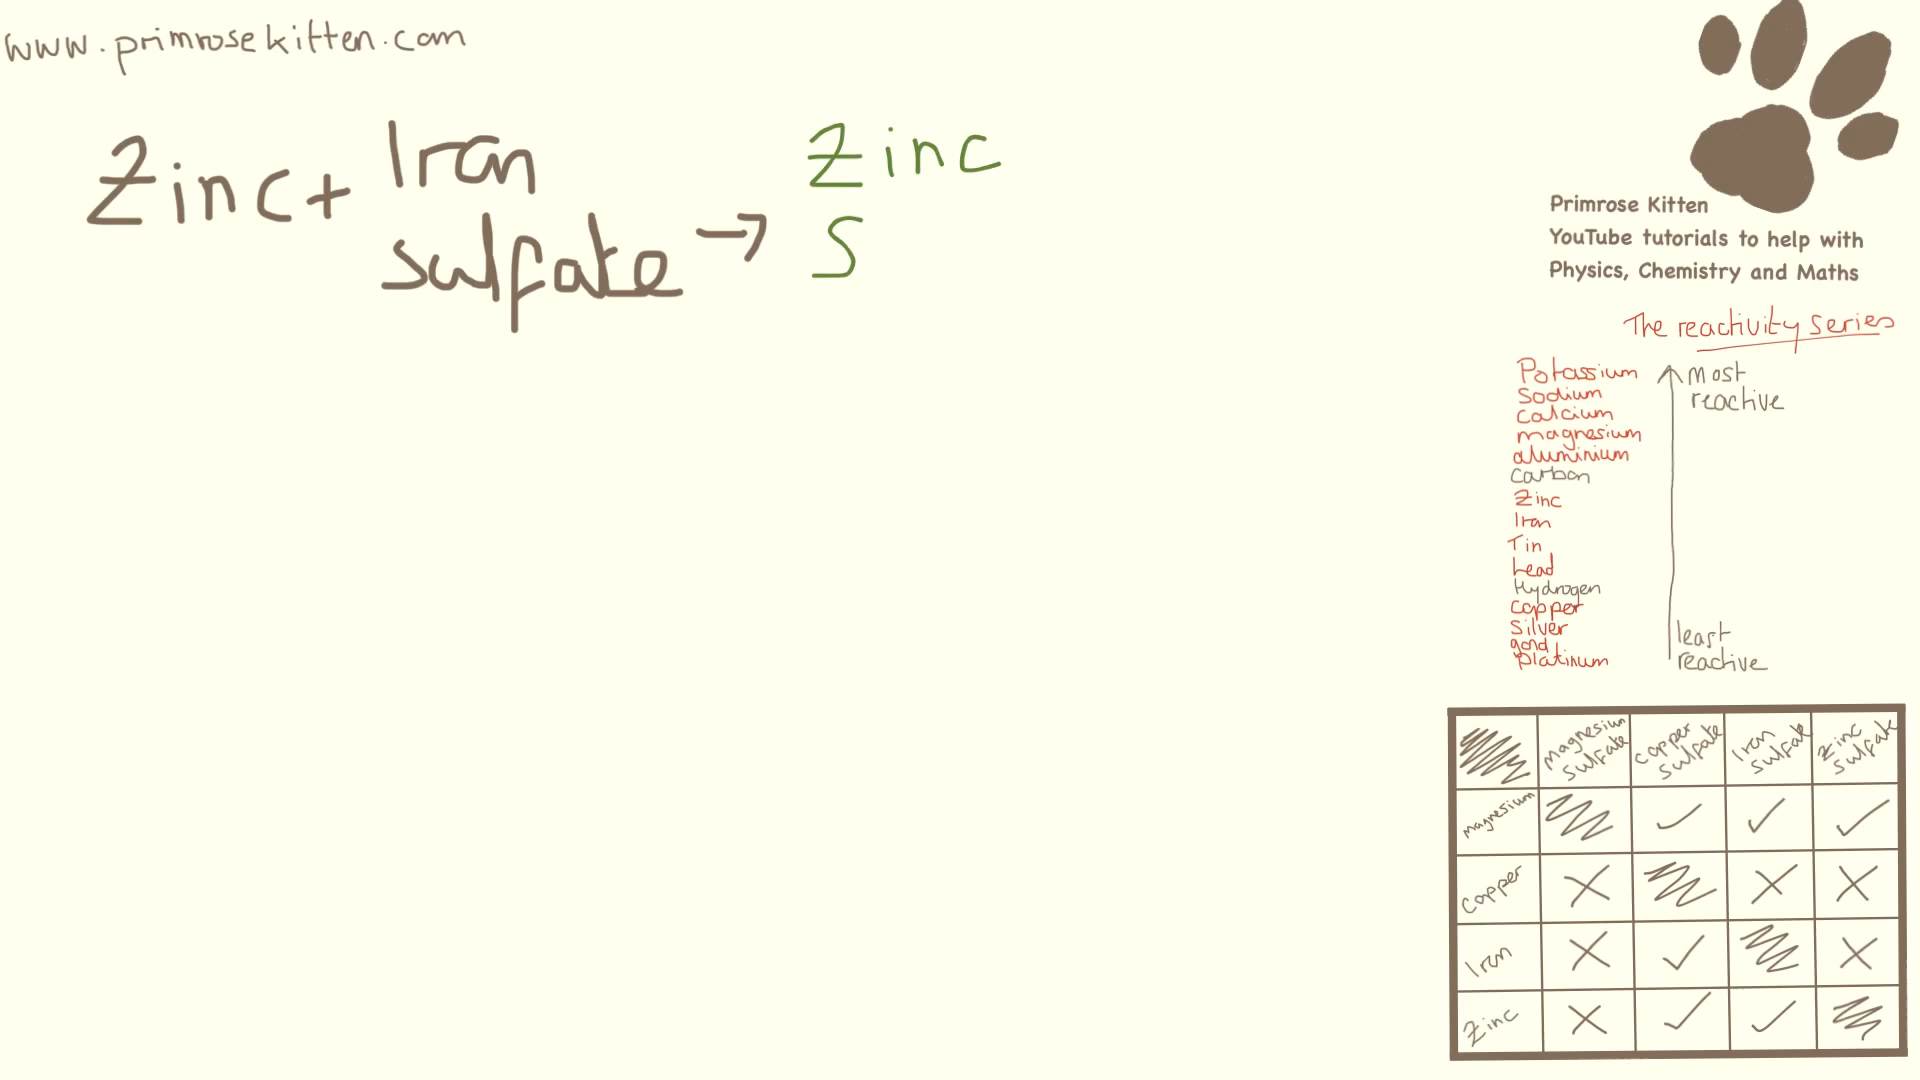 www.primrosekitten.com
Zinc + Iron sulfate → Zinc
S
Primrose Kitten
YouTube tutorials to help with
Physics, Chemistry and Maths
The reactivity series
Potassium
sodium
calcium
magnesium
aluminium
carbon
Zinc
Iron
Tin
Lead
Hydrogen
copper
silver
gold
platinum
most
reactive
least
reactive
magnesium sulfate copper sulfate Iron sulfate zinc sulfate
magnesium ✓ ✓ ✓
copper X X X
Iron X ✓ X
Zinc X ✓ ✓